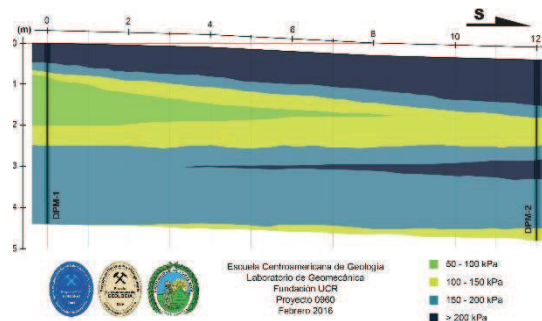 S
0 2 4 6 8 10 12
(m)
0
1
2
3
4
5
DPM-1
DPM-2
Escuela Centroamericana de Geología
Laboratorio de Geomecánica
Fundación UCR
Proyecto 0960
Febrero 2016
50 - 100 kPa
100 - 150 kPa
150 - 200 kPa
> 200 kPa
GEOLOGIA